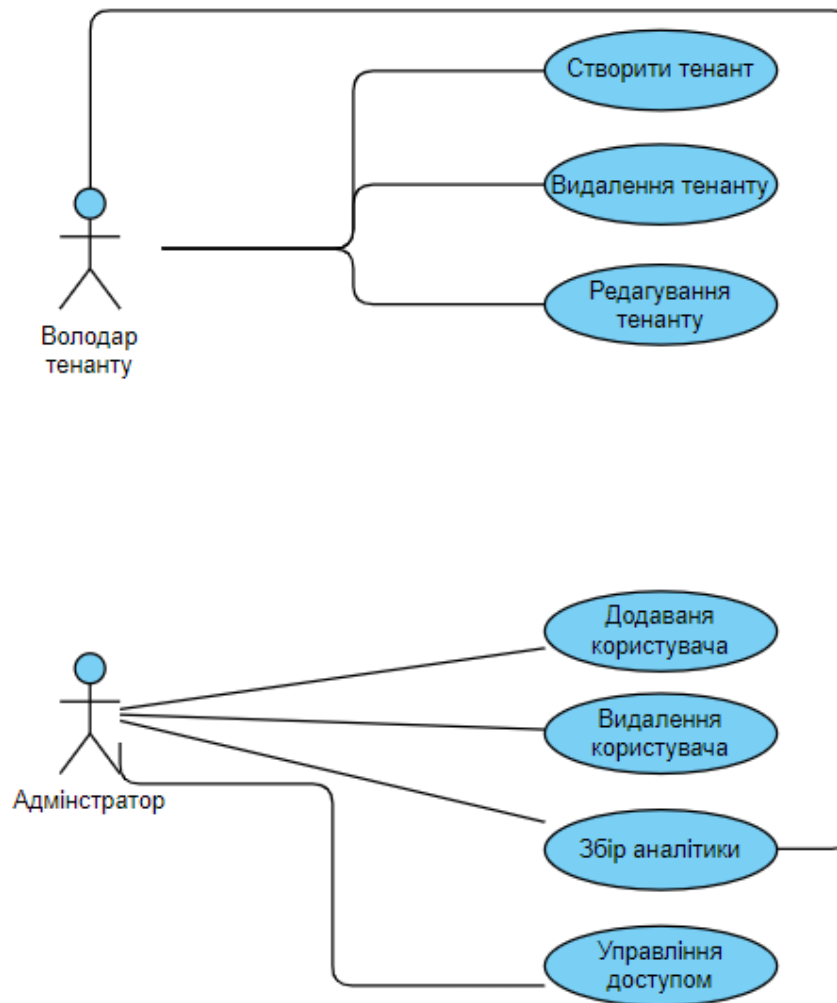 Створити тенант
Видалення тенанту
Редагування
тенанту
Володар
тенанту
Додаваня
користувача
Видалення
користувача
Адмінстратор
Збір аналітики
Управління
доступом